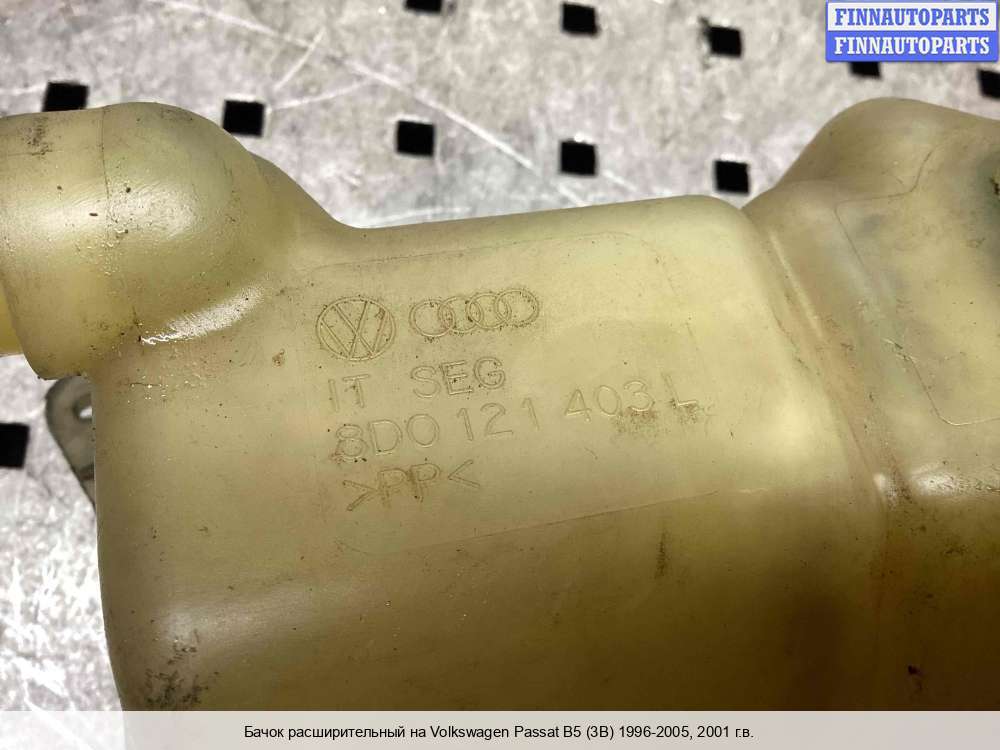 FINNAUTOPARTS
FINNAUTOPARTS
IT SEG
8D0 121 403 L
>PP<
Бачок расширительный на Volkswagen Passat B5 (3B) 1996-2005, 2001 г.в.